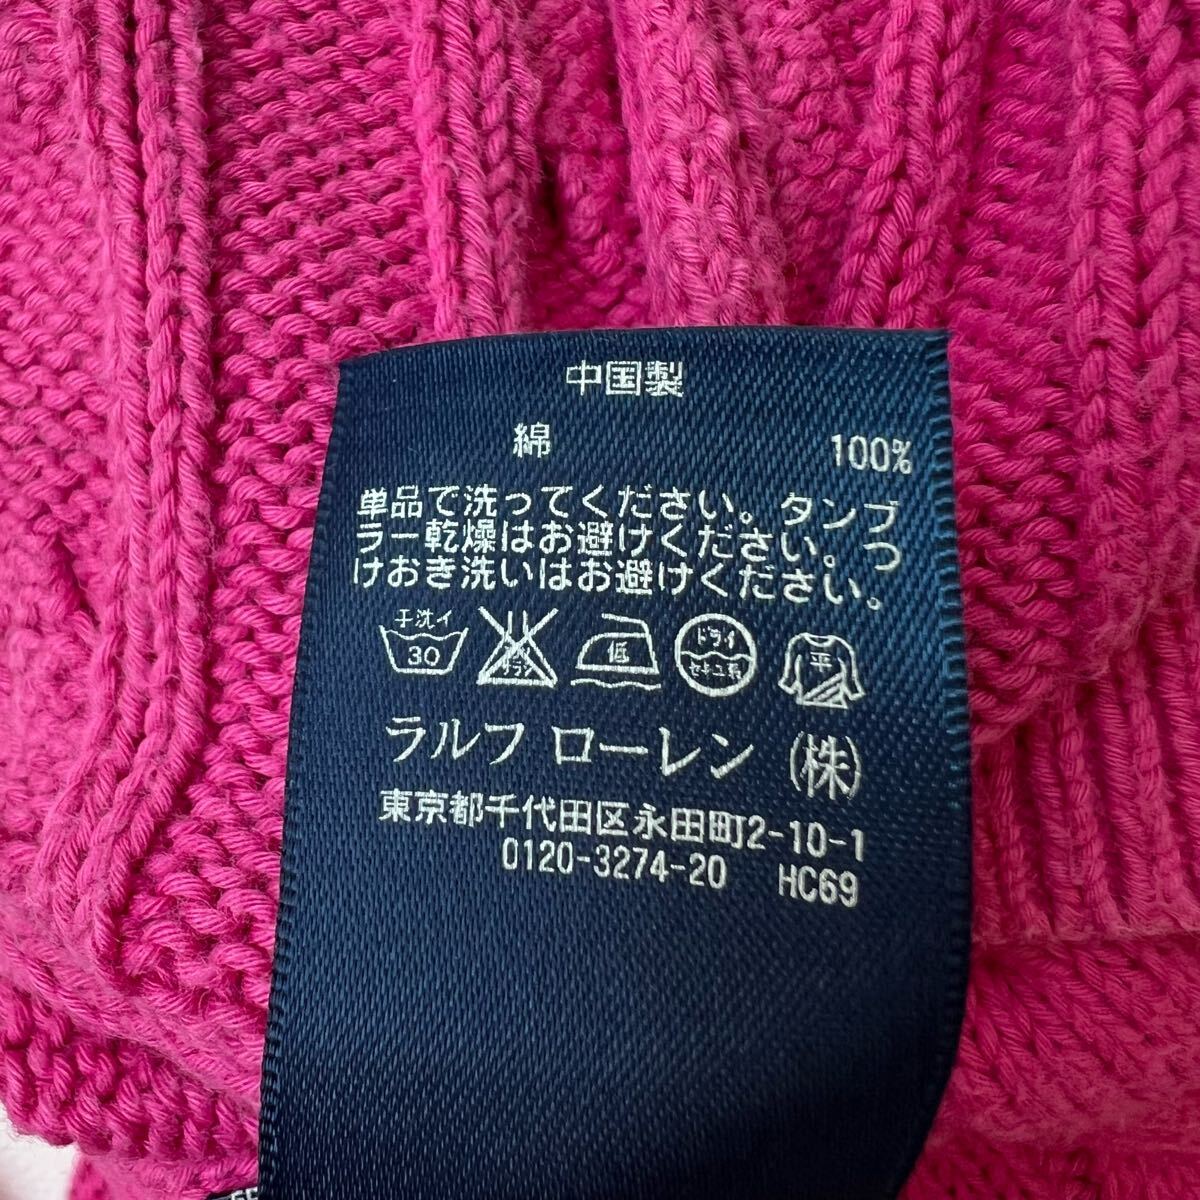 中国製
綿 100%
単品で洗ってください。タンブ
ラー乾燥はお避けください。つ
けおき洗いはお避けください。
手洗イ 30 低 ドライ セキユ系 平
ラルフ ローレン (株)
東京都千代田区永田町2-10-1
0120-3274-20 HC69